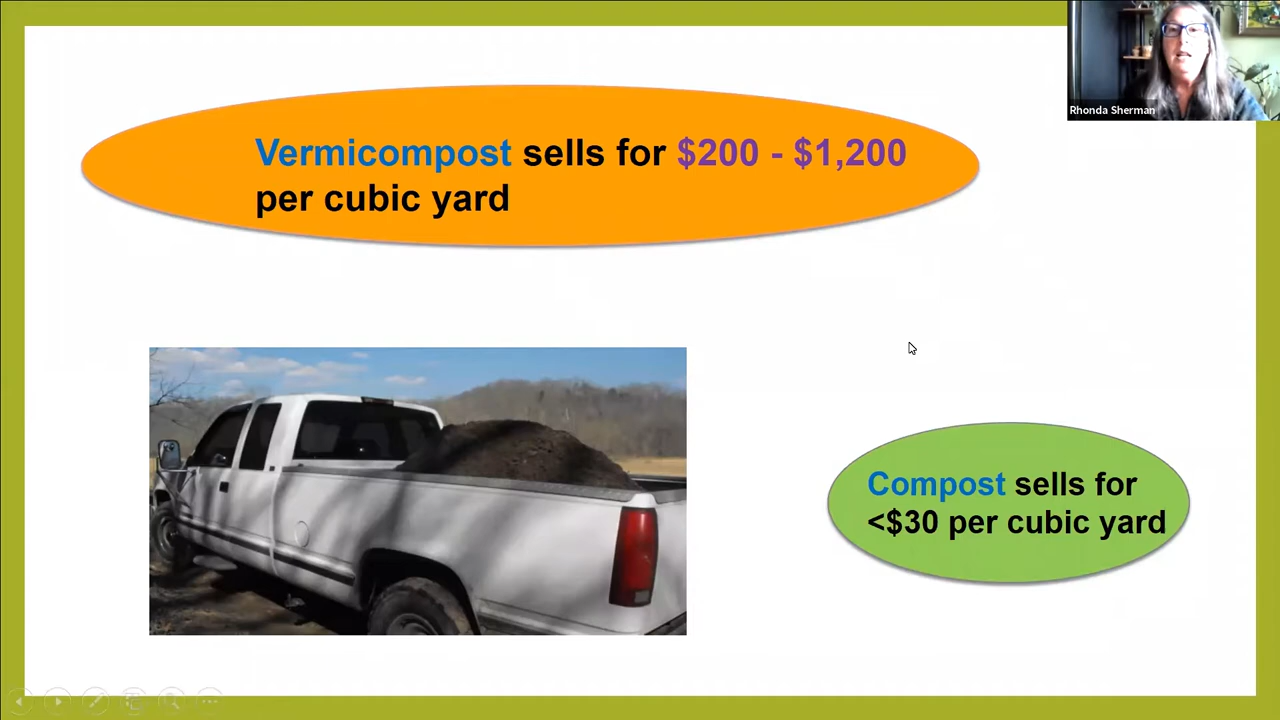 Rhonda Sherman
Vermicompost sells for $200 - $1,200
per cubic yard
Compost sells for
<$30 per cubic yard